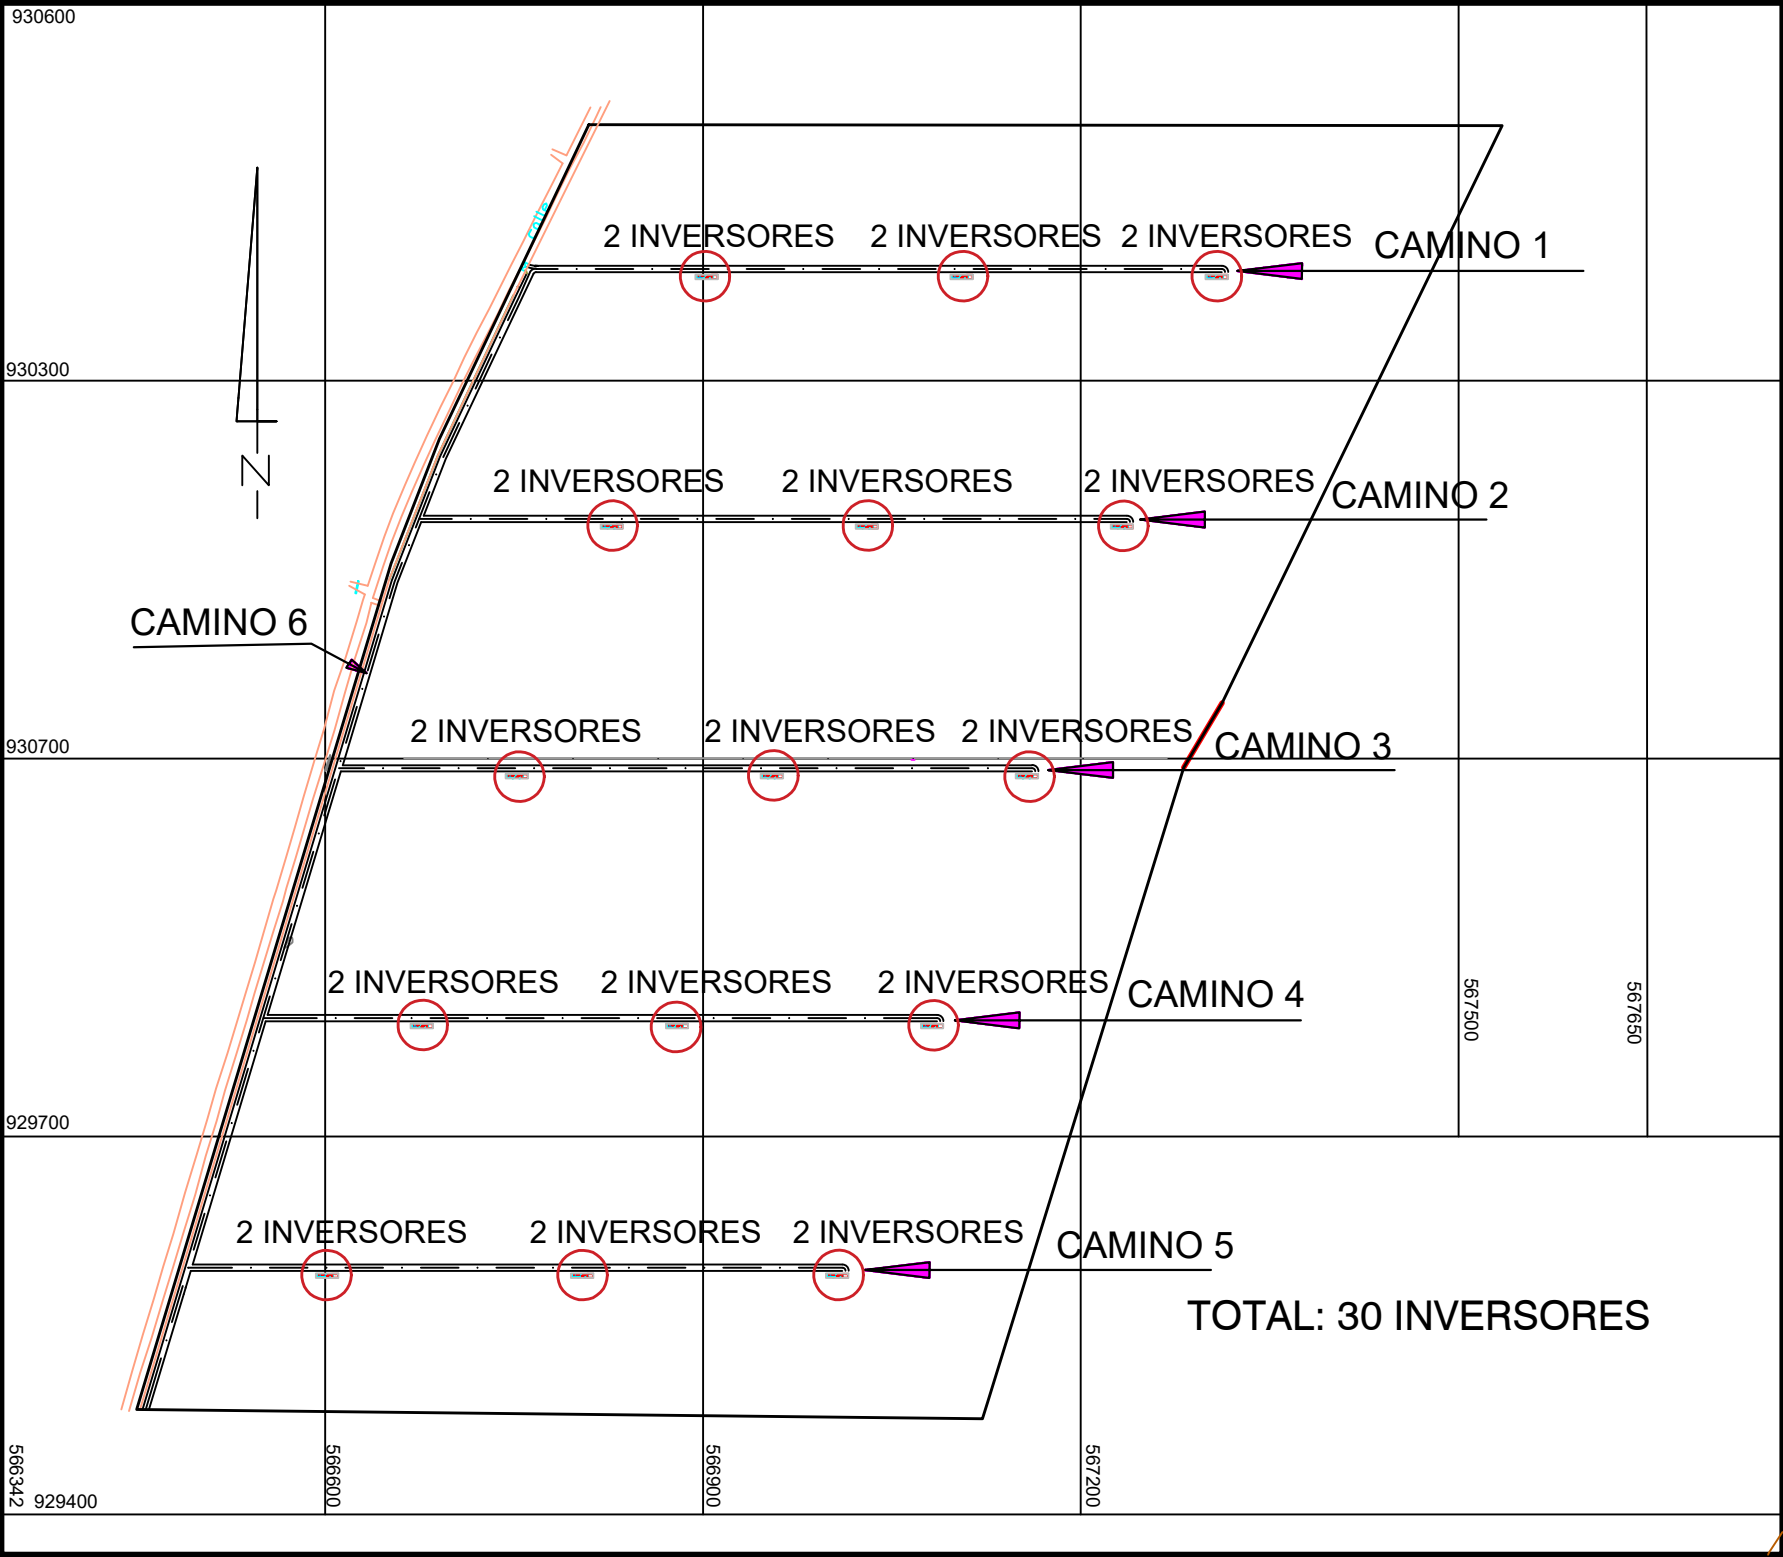 930600
calle
2 INVERSORES 2 INVERSORES 2 INVERSORES CAMINO 1
930300
N
2 INVERSORES 2 INVERSORES 2 INVERSORES CAMINO 2
CAMINO 6
2 INVERSORES 2 INVERSORES 2 INVERSORES CAMINO 3
930700
2 INVERSORES 2 INVERSORES 2 INVERSORES CAMINO 4
567500
567650
929700
2 INVERSORES 2 INVERSORES 2 INVERSORES CAMINO 5
TOTAL: 30 INVERSORES
566342
566600
566900
567200
929400